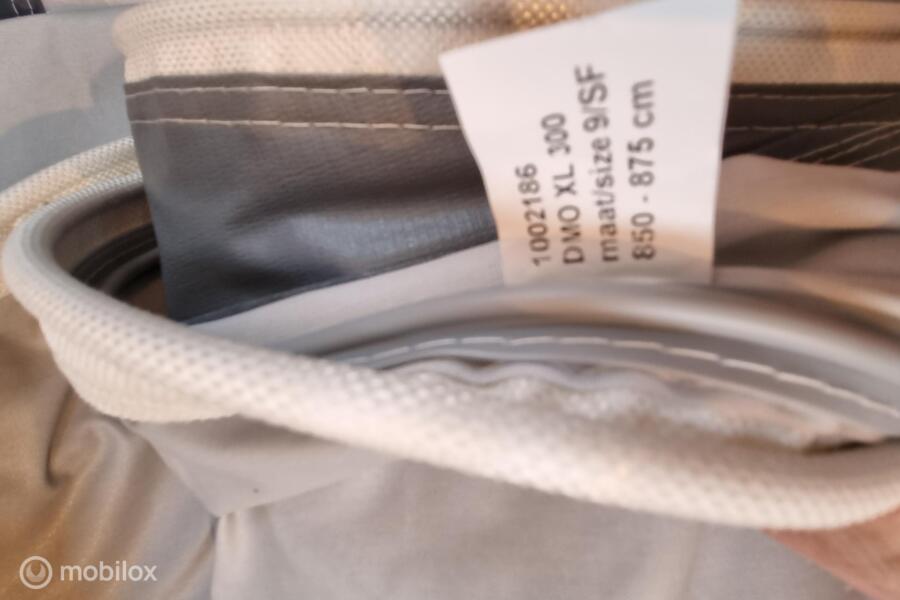 1002186
DMO XL 300
maat/size 9/SF
850 - 875 cm
mobilox